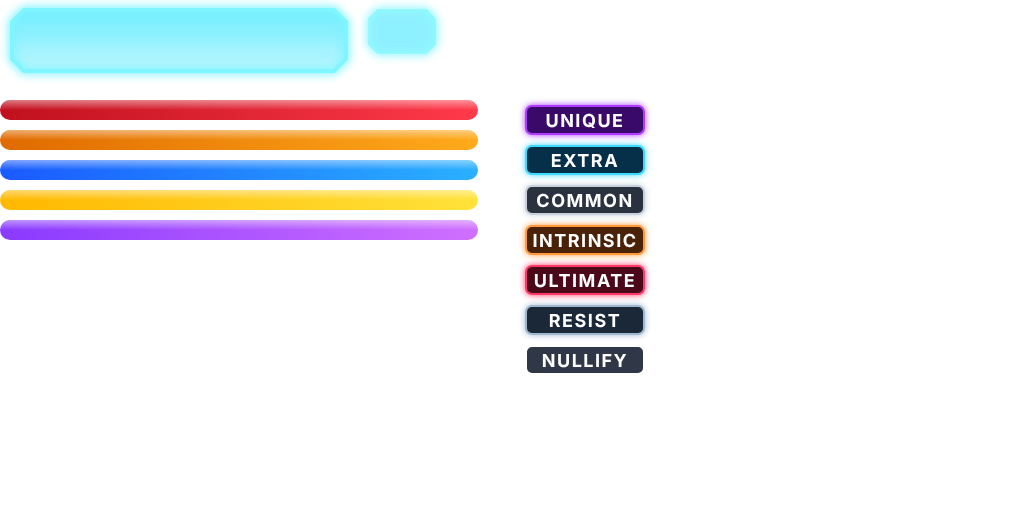 UNIQUE
EXTRA
COMMON
INTRINSIC
ULTIMATE
RESIST
NULLIFY